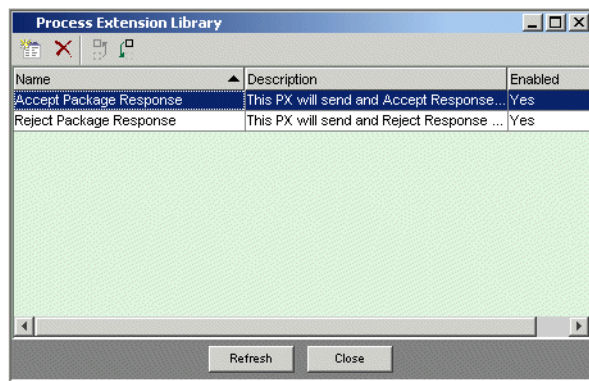 Process Extension Library
Name Description Enabled
Accept Package Response This PX will send and Accept Response... Yes
Reject Package Response This PX will send and Reject Response ... Yes
Refresh Close